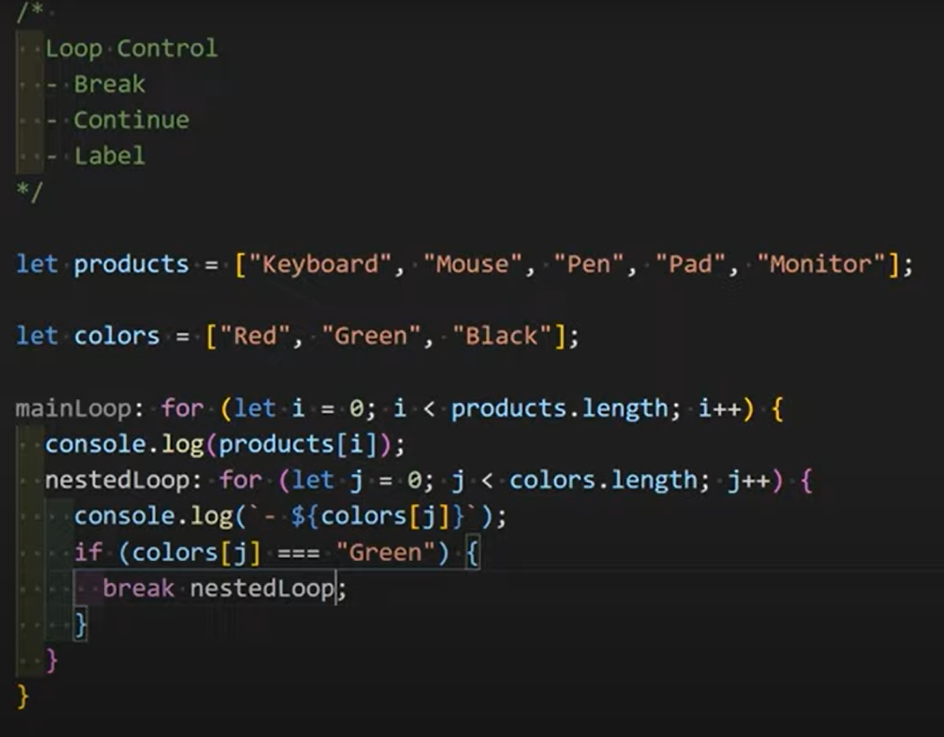 /*
  Loop Control
  - Break
  - Continue
  - Label
*/

let products = ["Keyboard", "Mouse", "Pen", "Pad", "Monitor"];

let colors = ["Red", "Green", "Black"];

mainLoop: for (let i = 0; i < products.length; i++) {
  console.log(products[i]);
  nestedLoop: for (let j = 0; j < colors.length; j++) {
    console.log(`- ${colors[j]}`);
    if (colors[j] === "Green") {
      break nestedLoop;
    }
  }
}